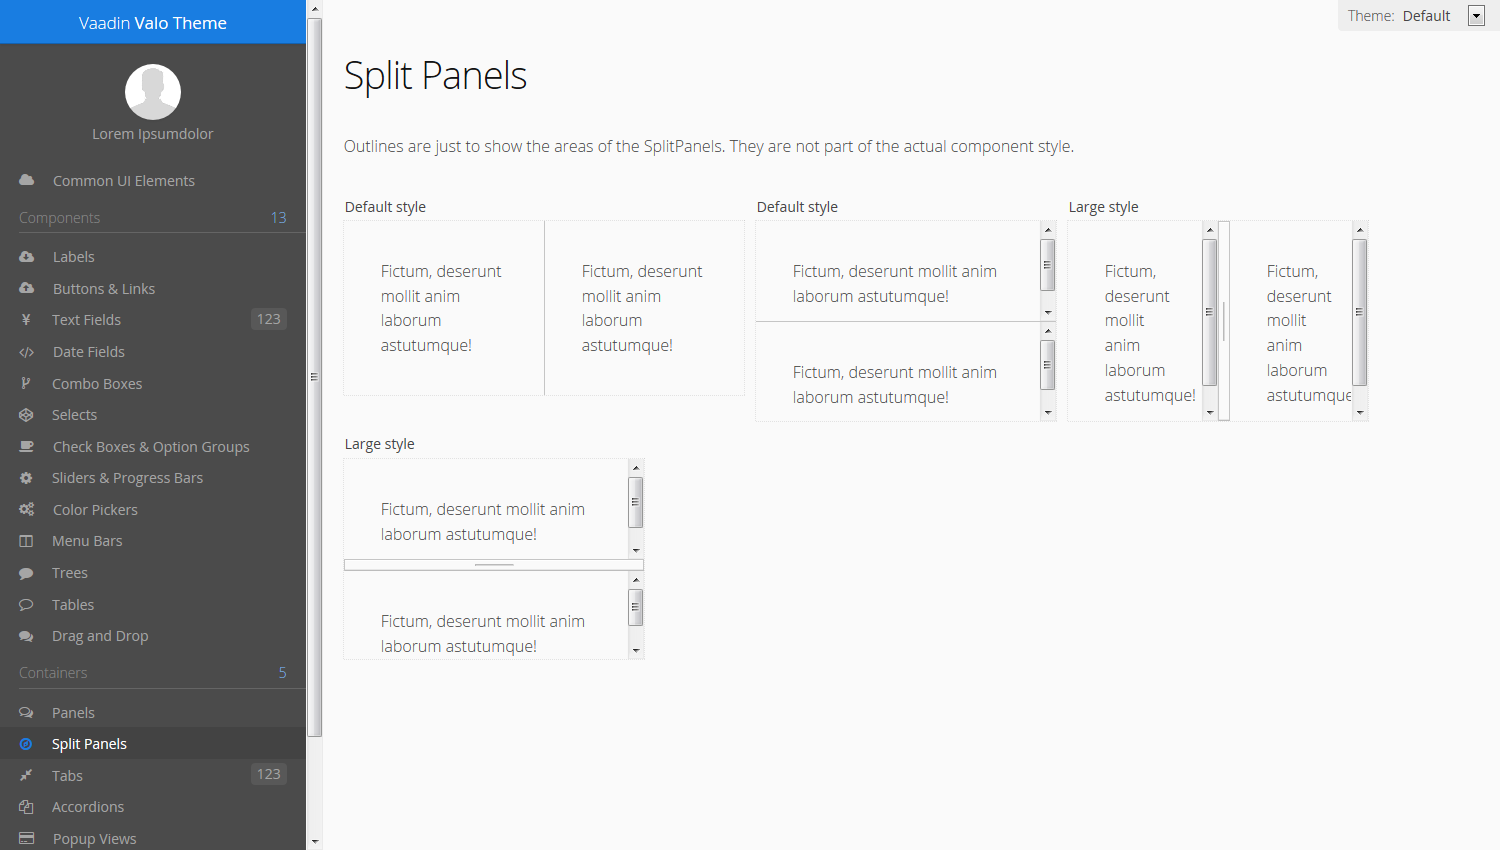 Vaadin Valo Theme
Lorem Ipsumdolor
Common UI Elements
Components 13
Labels
Buttons & Links
Text Fields 123
Date Fields
Combo Boxes
Selects
Check Boxes & Option Groups
Sliders & Progress Bars
Color Pickers
Menu Bars
Trees
Tables
Drag and Drop
Containers 5
Panels
Split Panels
Tabs 123
Accordions
Popup Views
Theme: Default
Split Panels
Outlines are just to show the areas of the SplitPanels. They are not part of the actual component style.
Default style
Fictum, deserunt
mollit anim
laborum
astutumque!
Fictum, deserunt
mollit anim
laborum
astutumque!
Default style
Fictum, deserunt mollit anim
laborum astutumque!
Fictum, deserunt mollit anim
laborum astutumque!
Large style
Fictum,
deserunt
mollit
anim
laborum
astutumque!
Fictum,
deserunt
mollit
anim
laborum
astutumque
Large style
Fictum, deserunt mollit anim
laborum astutumque!
Fictum, deserunt mollit anim
laborum astutumque!